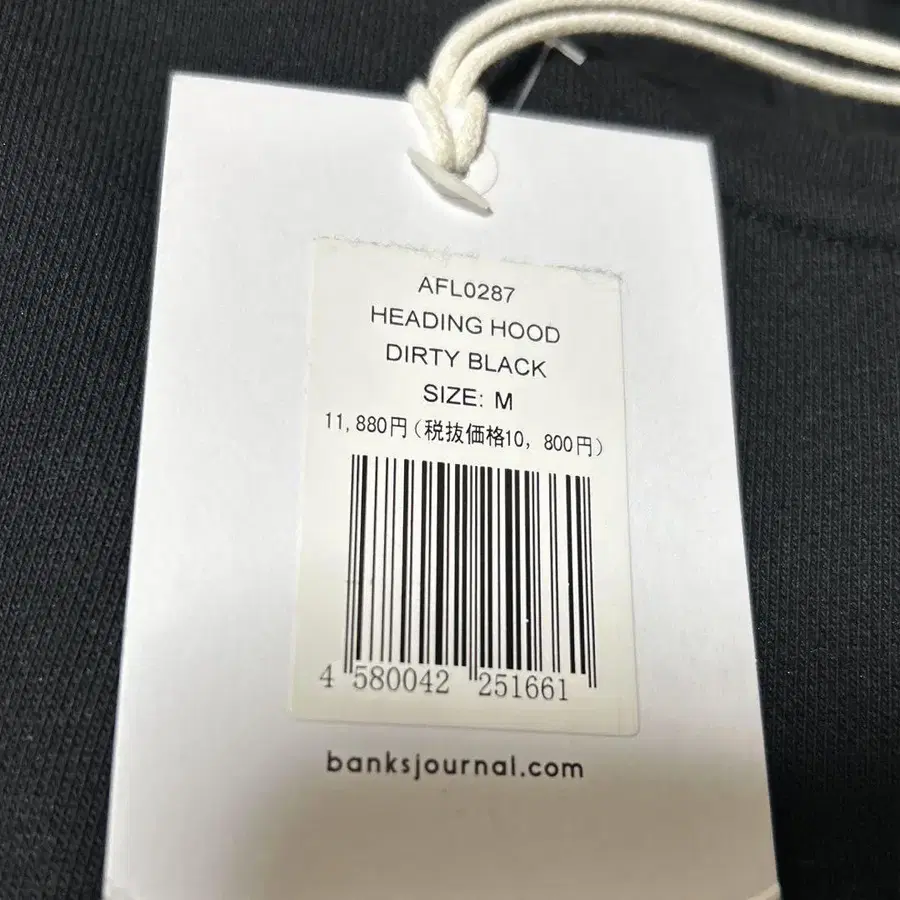 AFL0287
HEADING HOOD
DIRTY BLACK
SIZE: M
11,880円(税抜価格10, 800円)
4 580042 251661
banksjournal.com